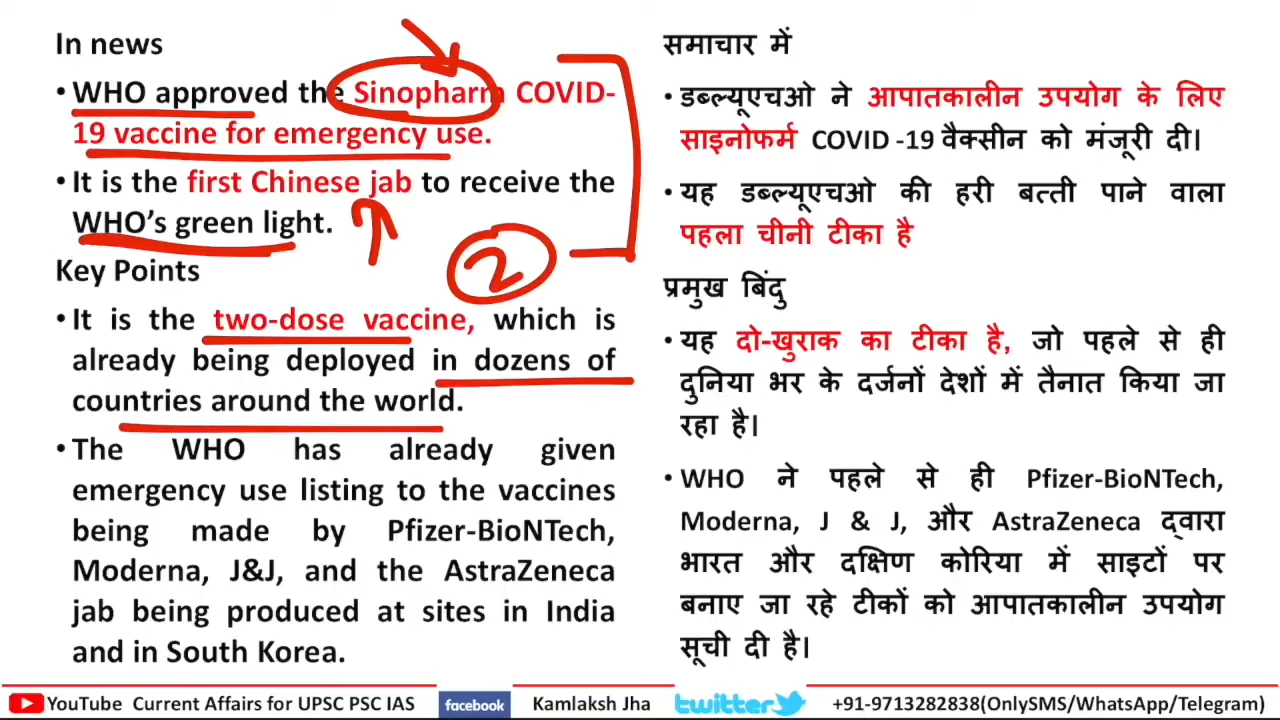 In news
• WHO approved the Sinopharm COVID-
19 vaccine for emergency use.
• It is the first Chinese jab to receive the
WHO’s green light.
2
Key Points
• It is the two-dose vaccine, which is
already being deployed in dozens of
countries around the world.
• The WHO has already given
emergency use listing to the vaccines
being made by Pfizer-BioNTech,
Moderna, J&J, and the AstraZeneca
jab being produced at sites in India
and in South Korea.
समाचार में
• डब्ल्यूएचओ ने आपातकालीन उपयोग के लिए
साइनोफर्म COVID -19 वैक्सीन को मंजूरी दी।
• यह डब्ल्यूएचओ की हरी बत्ती पाने वाला
पहला चीनी टीका है
प्रमुख बिंदु
• यह दो-खुराक का टीका है, जो पहले से ही
दुनिया भर के दर्जनों देशों में तैनात किया जा
रहा है।
• WHO ने पहले से ही Pfizer-BioNTech,
Moderna, J & J, और AstraZeneca द्वारा
भारत और दक्षिण कोरिया में साइटों पर
बनाए जा रहे टीकों को आपातकालीन उपयोग
सूची दी है।
YouTube Current Affairs for UPSC PSC IAS facebook Kamlaksh Jha twitter +91-9713282838(OnlySMS/WhatsApp/Telegram)